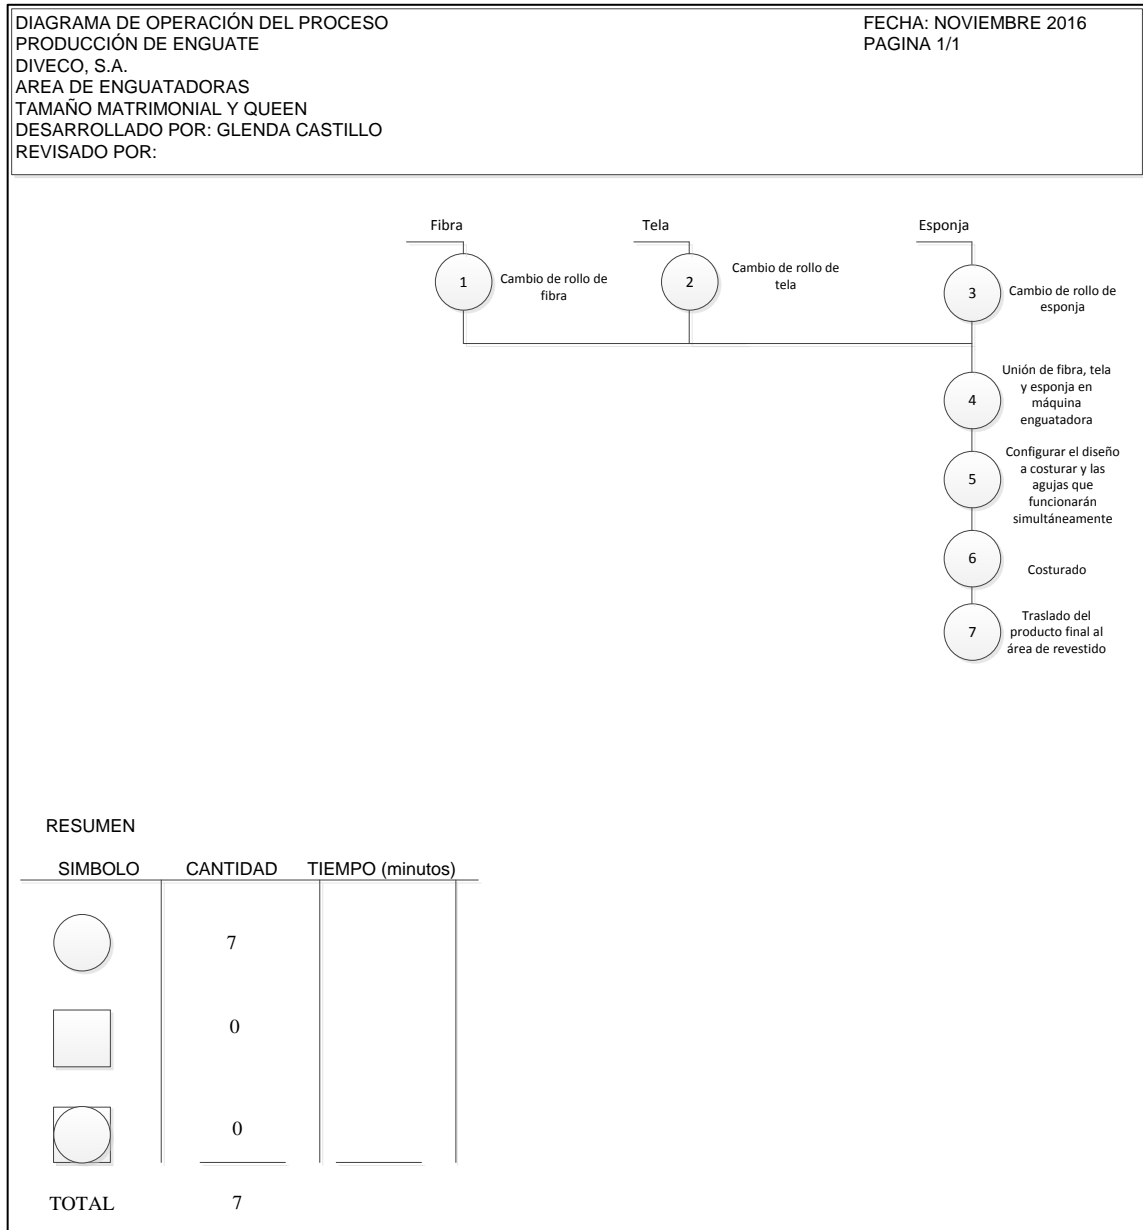 DIAGRAMA DE OPERACIÓN DEL PROCESO
PRODUCCIÓN DE ENGUATE
DIVECO, S.A.
AREA DE ENGUATADORAS
TAMAÑO MATRIMONIAL Y QUEEN
DESARROLLADO POR: GLENDA CASTILLO
REVISADO POR:
FECHA: NOVIEMBRE 2016
PAGINA 1/1
Fibra
Tela
Esponja
1
Cambio de rollo de
fibra
2
Cambio de rollo de
tela
3
Cambio de rollo de
esponja
4
Unión de fibra, tela
y esponja en
máquina
enguatadora
5
Configurar el diseño
a costurar y las
agujas que
funcionarán
simultáneamente
6
Costurado
7
Traslado del
producto final al
área de revestido
RESUMEN
SIMBOLO CANTIDAD TIEMPO (minutos)
7
0
0
TOTAL 7